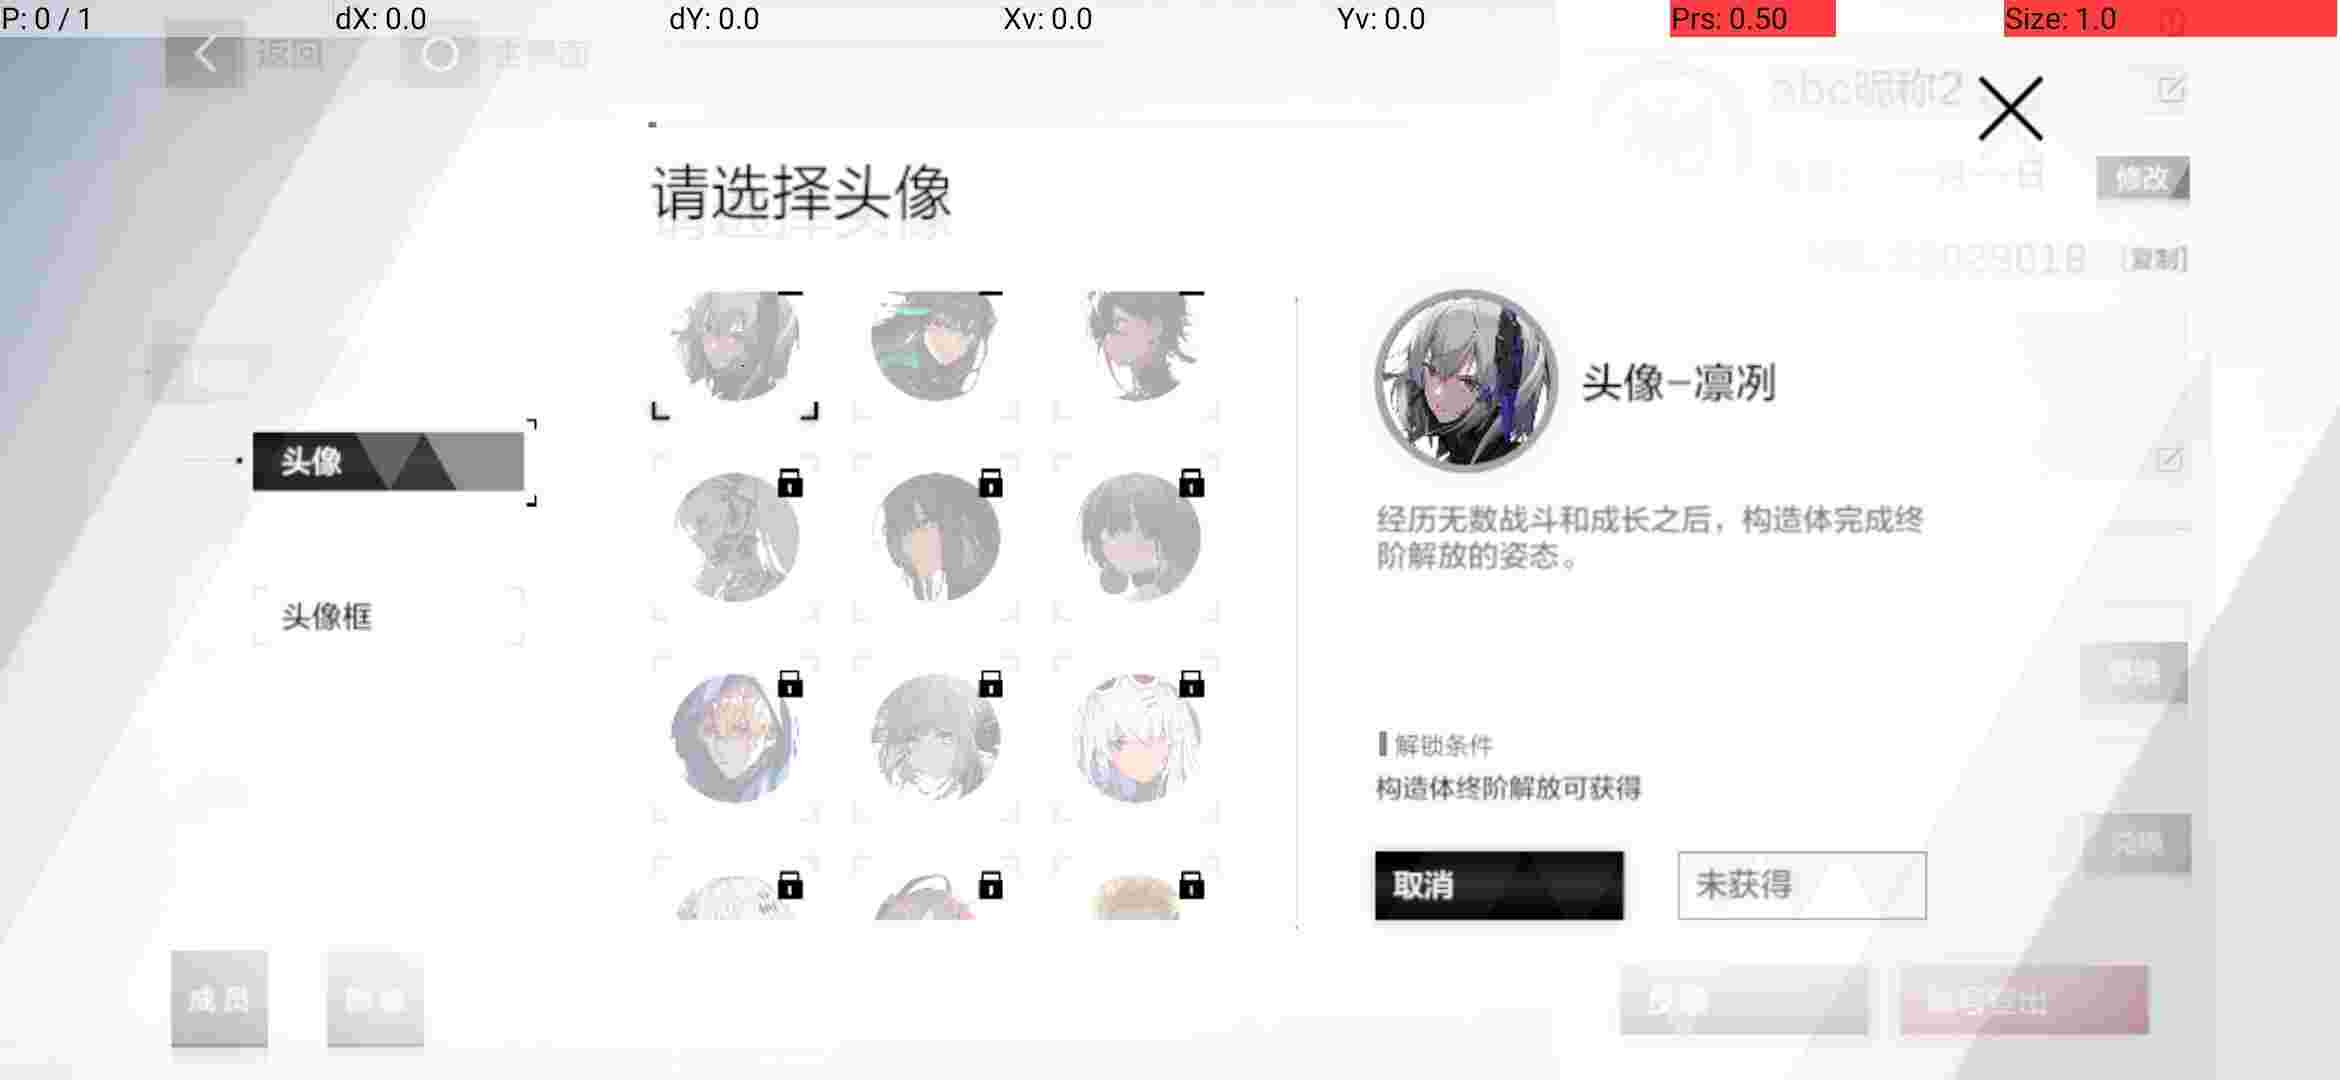 P: 0 / 1
dX: 0.0
dY: 0.0
Xv: 0.0
Yv: 0.0
Prs: 0.50
Size: 1.0
返回
主界面
abc昵称2
修改
日
029018
[复制]
请选择头像
头像
头像框
头像-凛冽
经历无数战斗和成长之后，构造体完成终
阶解放的姿态。
解锁条件
构造体终阶解放可获得
取消
未获得
成员